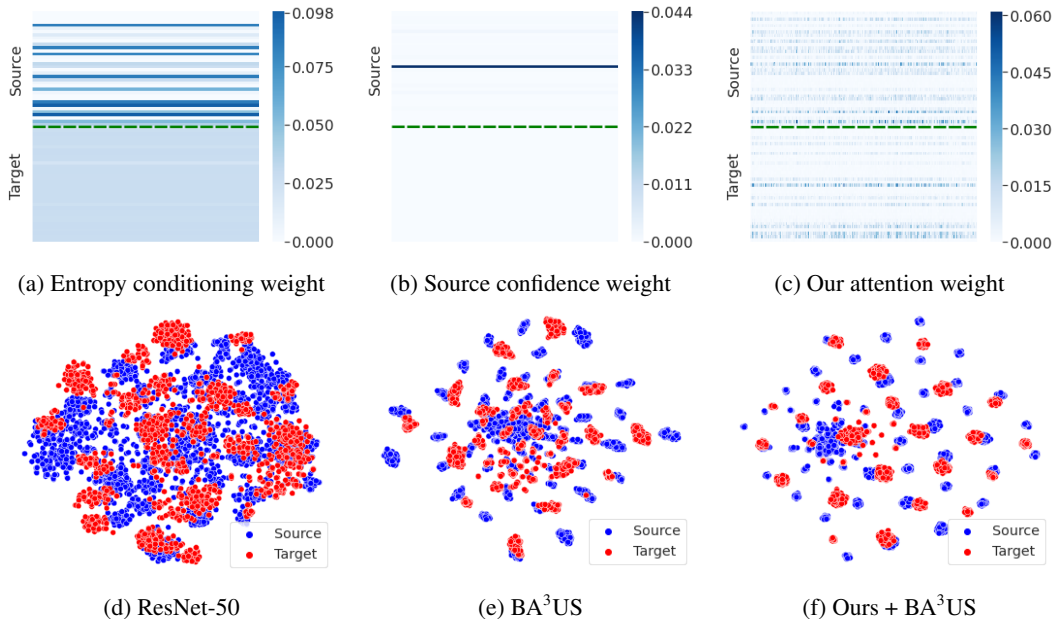 0.098
0.075
0.050
0.025
0.000
Source
Target
0.044
0.033
0.022
0.011
0.000
Source
0.060
0.045
0.030
0.015
0.000
Source
Target
(a) Entropy conditioning weight
(b) Source confidence weight
(c) Our attention weight
Source
Target
Source
Target
Source
Target
(d) ResNet-50
(e) BA³US
(f) Ours + BA³US